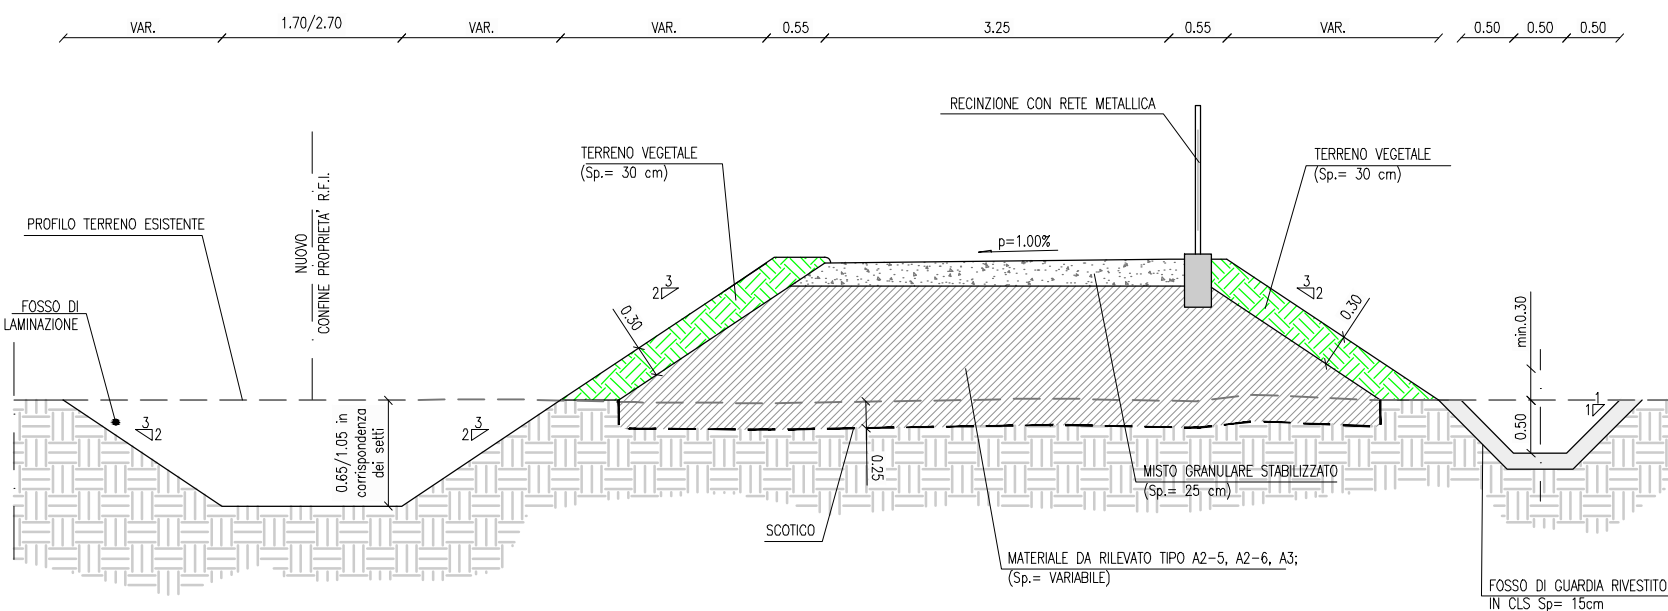 VAR.
1.70/2.70
VAR.
VAR.
0.55
3.25
0.55
VAR.
0.50
0.50
0.50
RECINZIONE CON RETE METALLICA
TERRENO VEGETALE
(Sp.= 30 cm)
TERRENO VEGETALE
(Sp.= 30 cm)
PROFILO TERRENO ESISTENTE
NUOVO
CONFINE PROPRIETA' R.F.I.
p=1.00%
FOSSO DI
LAMINAZIONE
3
2
3
2
3
2
3
2
0.30
0.30
min.0.30
0.50
1
1
0.65/1.05 in
corrispondenza
dei setti
0.25
MISTO GRANULARE STABILIZZATO
(Sp.= 25 cm)
SCOTICO
MATERIALE DA RILEVATO TIPO A2-5, A2-6, A3;
(Sp.= VARIABILE)
FOSSO DI GUARDIA RIVESTITO
IN CLS Sp= 15cm